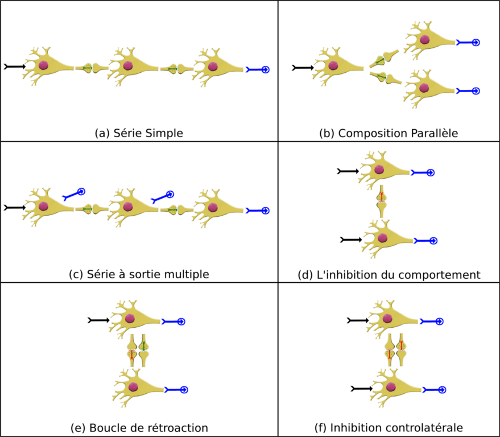 (a) Série Simple
(b) Composition Parallèle
(c) Série à sortie multiple
(d) L'inhibition du comportement
(e) Boucle de rétroaction
(f) Inhibition controlatérale